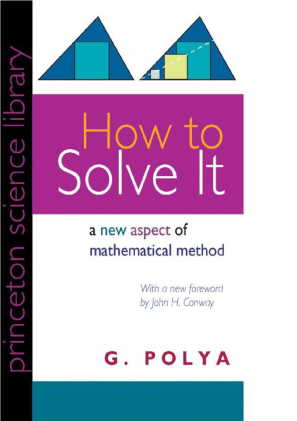 princeton science library
How to
Solve It
a new aspect of
mathematical method
With a new foreword
by John H. Conway
G. POLYA